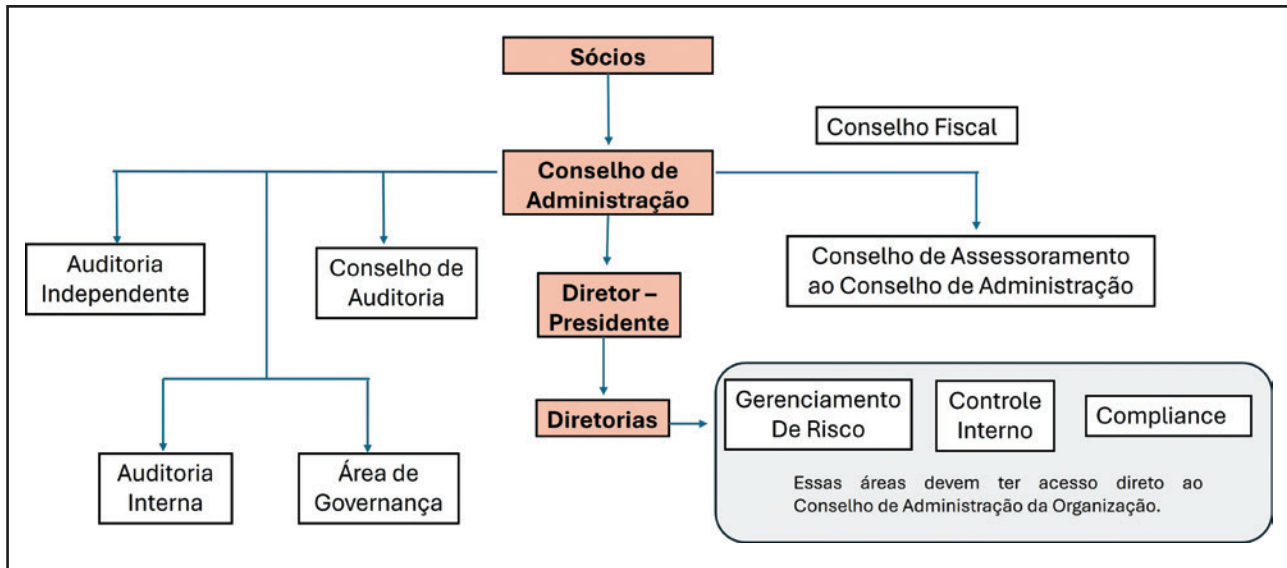 Sócios
Conselho Fiscal
Conselho de
Administração
Auditoria
Independente
Conselho de
Auditoria
Diretor –
Presidente
Conselho de Assessoramento
ao Conselho de Administração
Auditoria
Interna
Área de
Governança
Diretorias
Gerenciamento
De Risco
Controle
Interno
Compliance
Essas áreas devem ter acesso direto ao
Conselho de Administração da Organização.